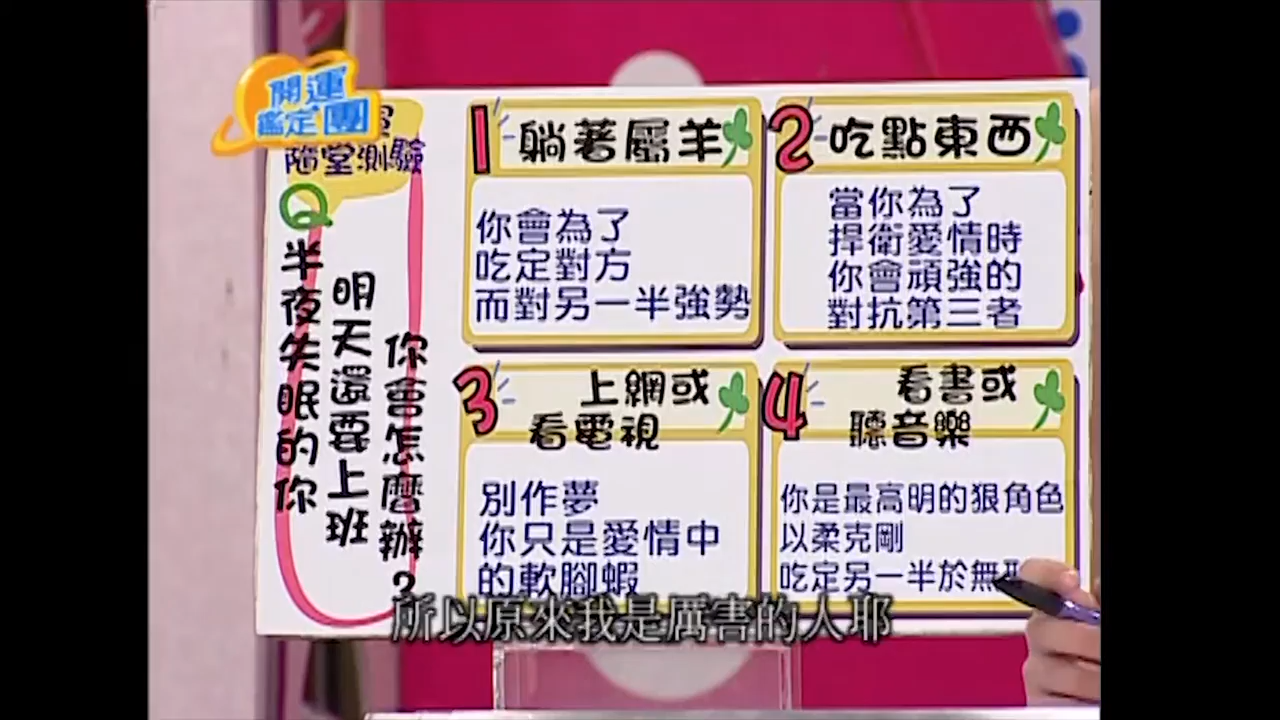 開運
鑑定團
隨堂測驗
Q
半夜失眠的你
明天還要上班
你會怎麼辦?
1 躺著屬羊
你會為了
吃定對方
而對另一半強勢
2 吃點東西
當你為了
捍衛愛情時
你會頑強的
對抗第三者
3 上網或
看電視
別作夢
你只是愛情中
的軟腳蝦
4 看書或
聽音樂
你是最高明的狠角色
以柔克剛
吃定另一半於無
所以原來我是厲害的人耶